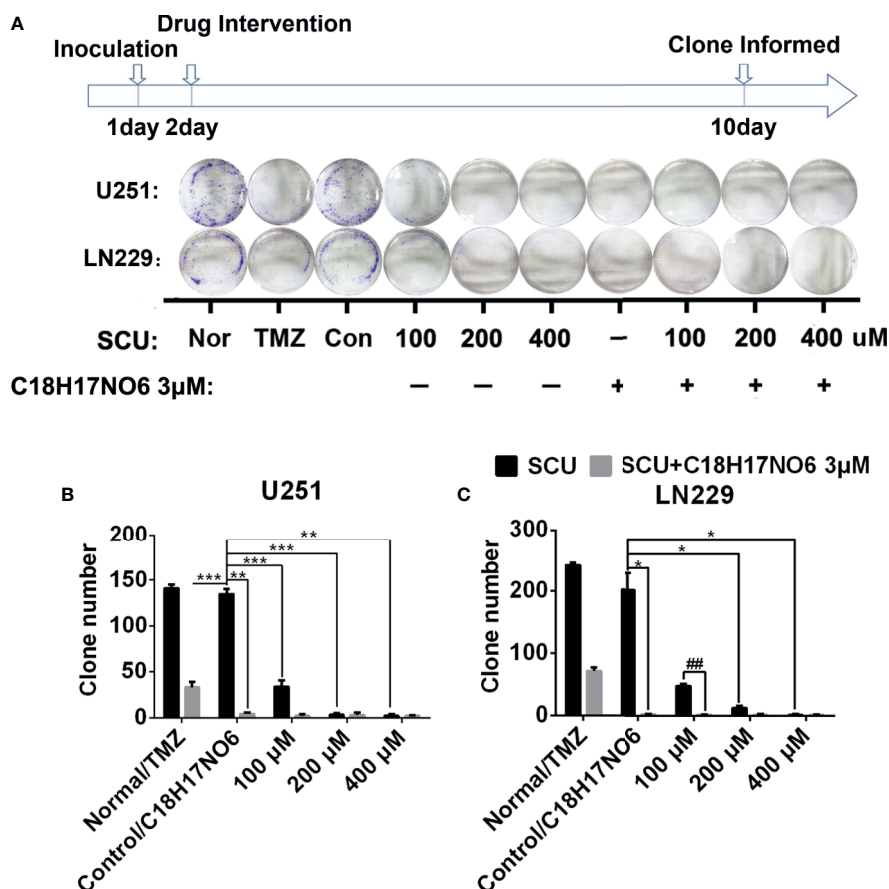 A
Drug Intervention
Inoculation
Clone Informed
1day 2day
10day
U251:
LN229:
SCU: Nor TMZ Con 100 200 400 – 100 200 400 uM
C18H17NO6 3μM: – – – + + + +
SCU SCU+C18H17NO6 3μM
B
U251
Clone number
200
150
100
50
0
***
**
***
***
**
Normal/TMZ
Control/C18H17NO6
100 μM
200 μM
400 μM
C
LN229
Clone number
300
200
100
0
*
##
*
*
Normal/TMZ
Control/C18H17NO6
100 μM
200 μM
400 μM